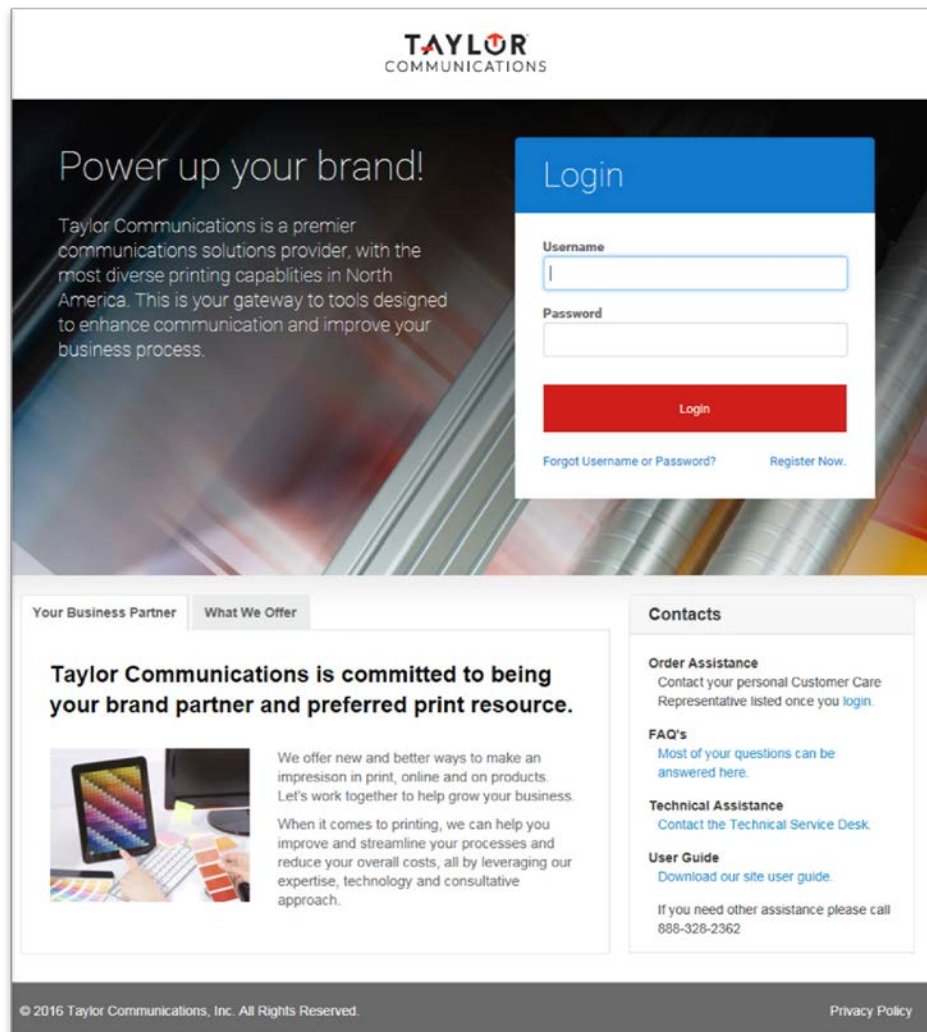 TAYLOR
COMMUNICATIONS
Power up your brand!
Taylor Communications is a premier
communications solutions provider, with the
most diverse printing capablities in North
America. This is your gateway to tools designed
to enhance communication and improve your
business process.
Login
Username
Password
Login
Forgot Username or Password?
Register Now.
Your Business Partner
What We Offer
Taylor Communications is committed to being
your brand partner and preferred print resource.
We offer new and better ways to make an
impresison in print, online and on products.
Let's work together to help grow your business.
When it comes to printing, we can help you
improve and streamline your processes and
reduce your overall costs, all by leveraging our
expertise, technology and consultative
approach.
Contacts
Order Assistance
Contact your personal Customer Care
Representative listed once you login.
FAQ's
Most of your questions can be
answered here.
Technical Assistance
Contact the Technical Service Desk.
User Guide
Download our site user guide.
If you need other assistance please call
888-328-2362
© 2016 Taylor Communications, Inc. All Rights Reserved.
Privacy Policy